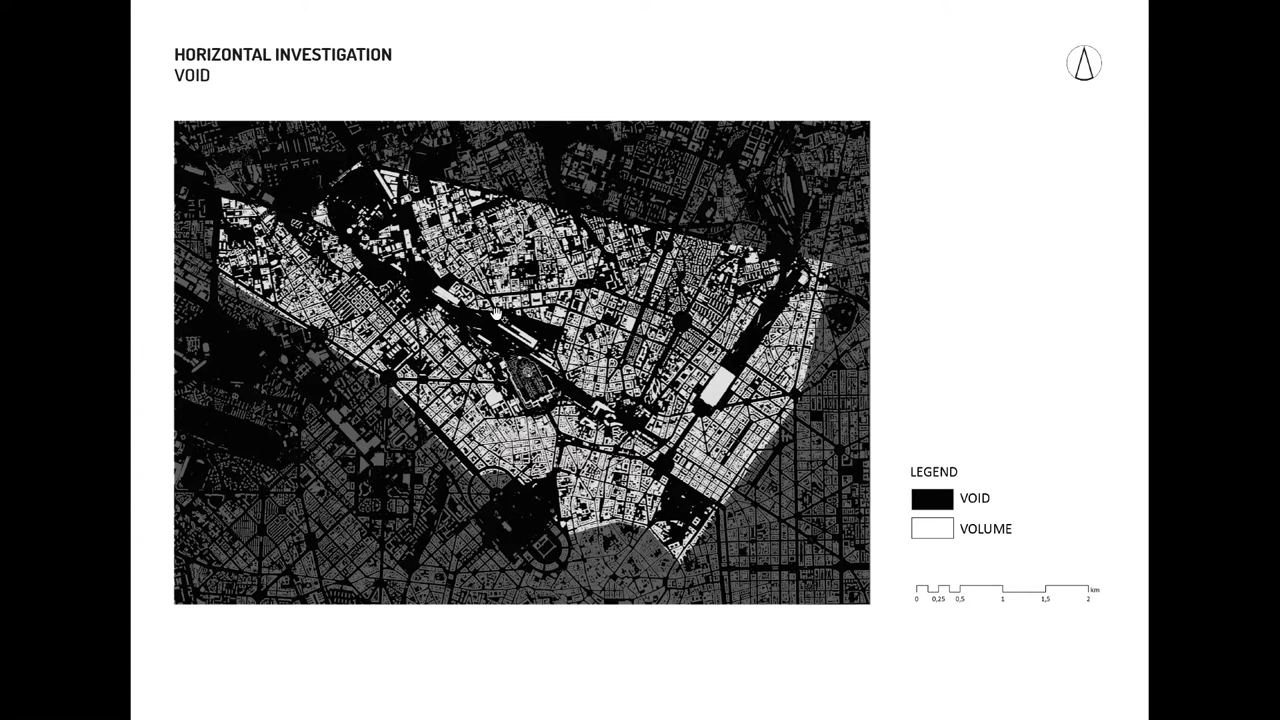 HORIZONTAL INVESTIGATION
VOID
LEGEND
VOID
VOLUME
0 0,25 0,5 1 1,5 2 km